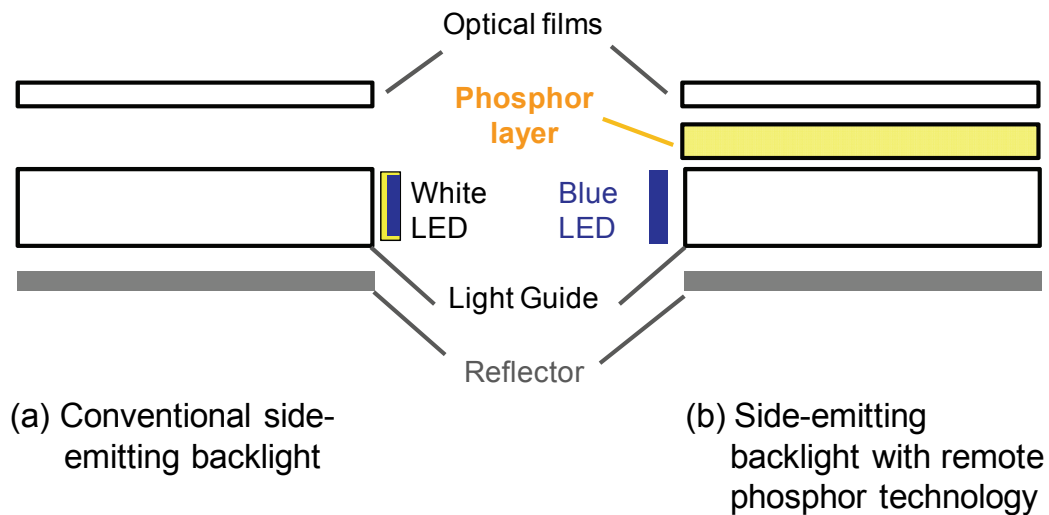 Optical films
Phosphor
layer
White
LED
Blue
LED
Light Guide
Reflector
(a) Conventional side-
emitting backlight
(b) Side-emitting
backlight with remote
phosphor technology